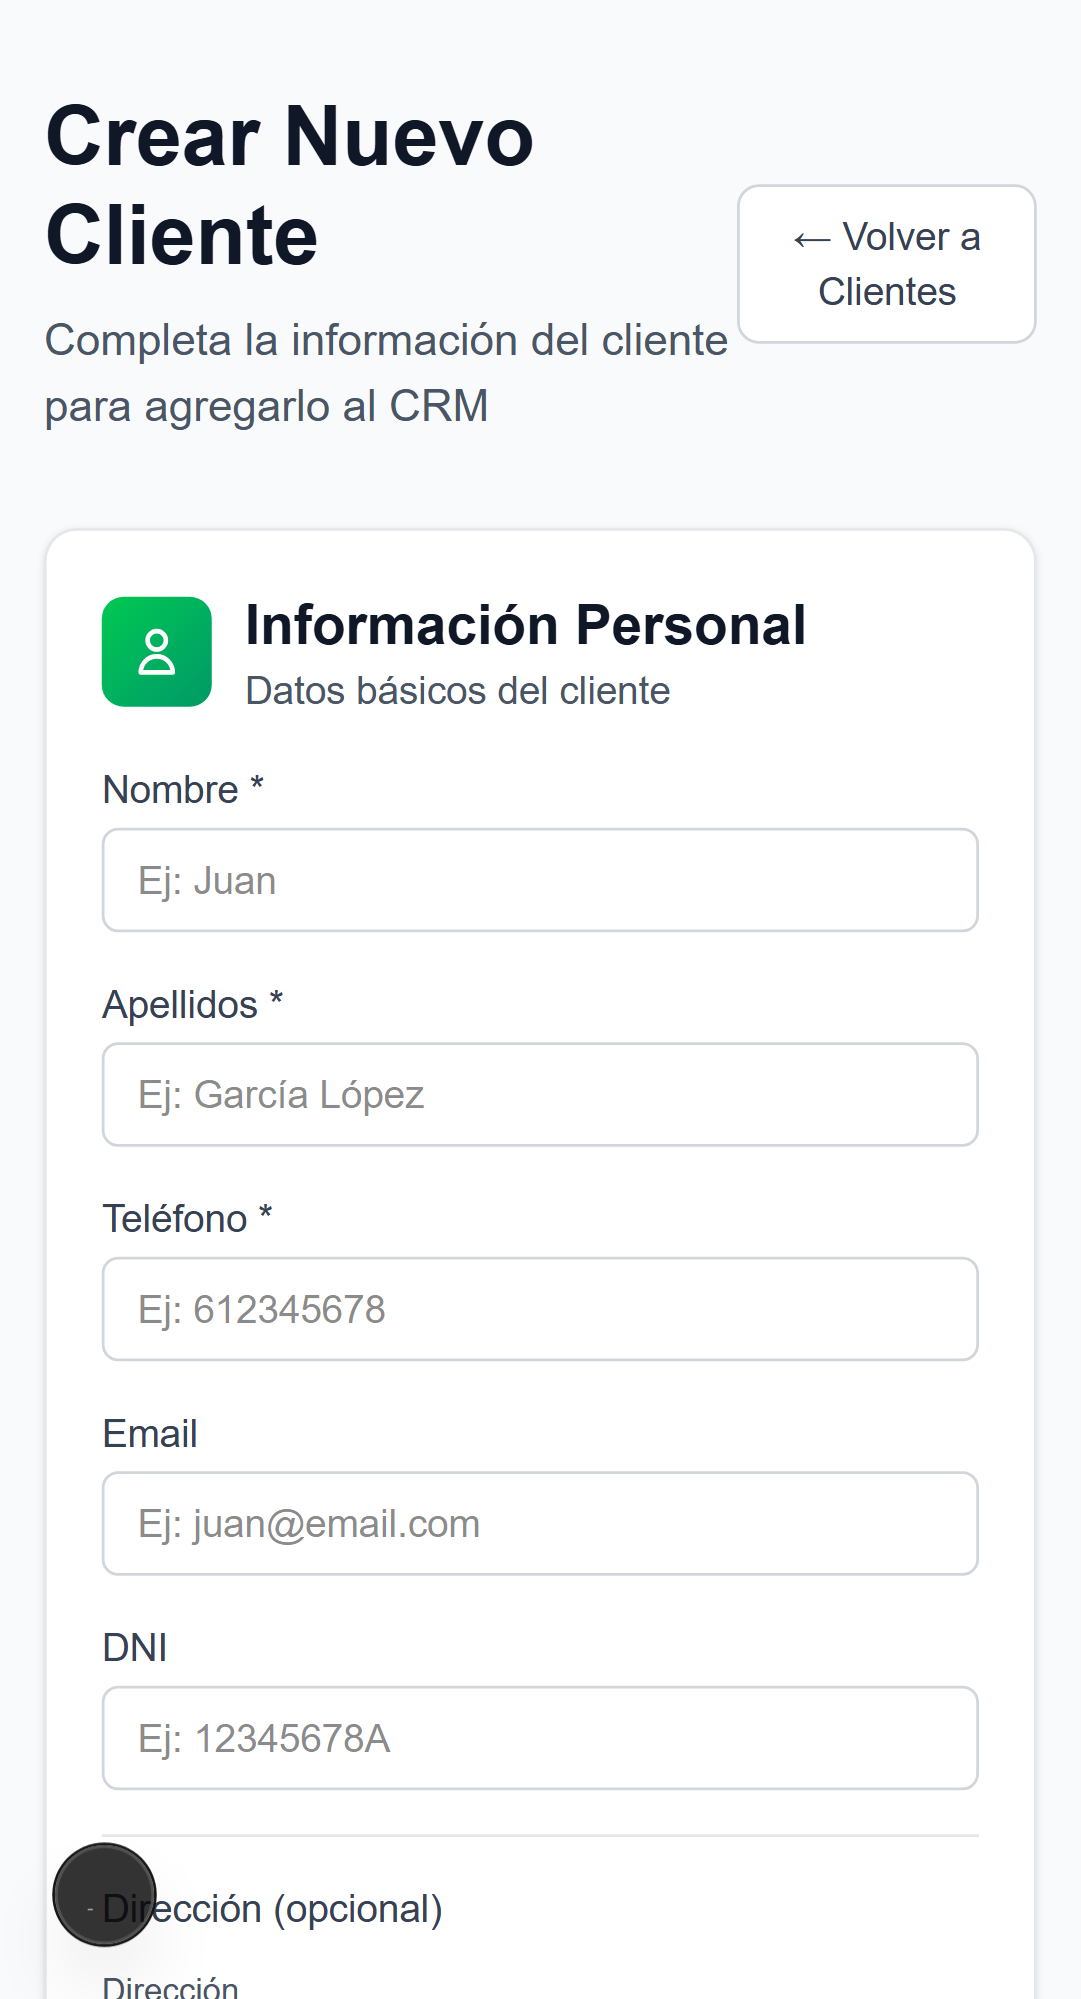 Crear Nuevo
Cliente
Completa la información del cliente
para agregarlo al CRM
← Volver a
Clientes
Información Personal
Datos básicos del cliente
Nombre *
Ej: Juan
Apellidos *
Ej: García López
Teléfono *
Ej: 612345678
Email
Ej: juan@email.com
DNI
Ej: 12345678A
Dirección (opcional)
Dirección